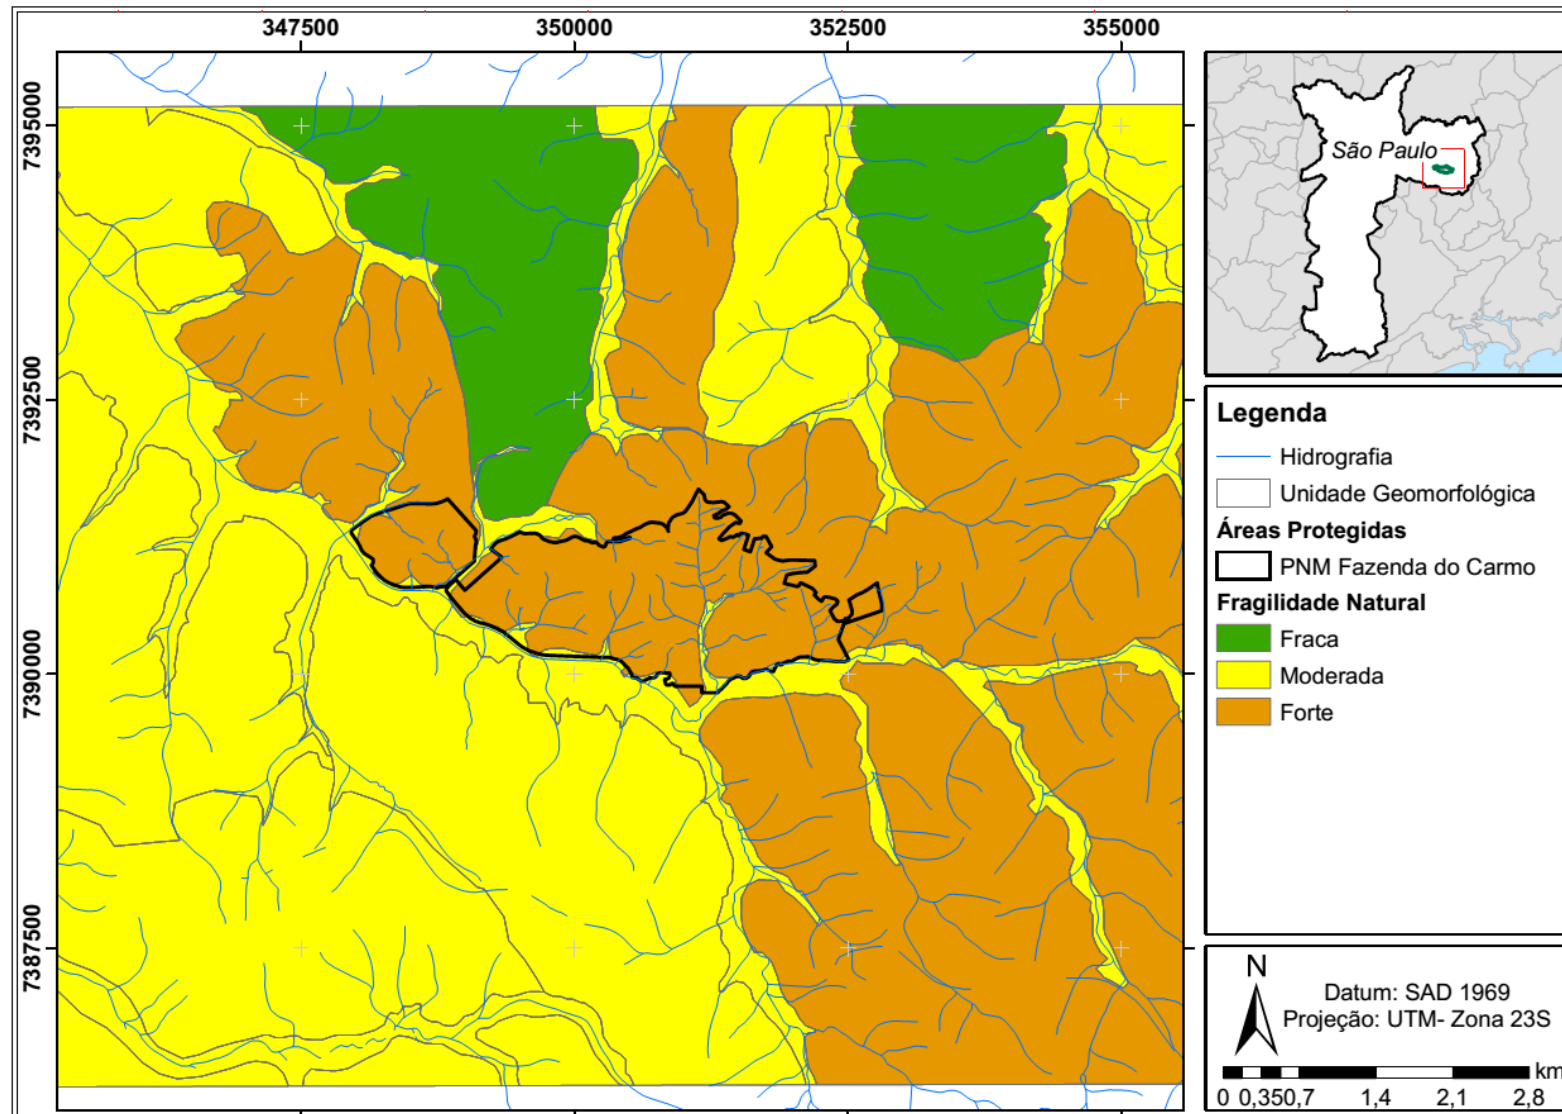 347500 350000 352500 355000
7395000
7392500
7390000
7387500
São Paulo
Legenda
Hidrografia
Unidade Geomorfológica
Áreas Protegidas
PNM Fazenda do Carmo
Fragilidade Natural
Fraca
Moderada
Forte
N
Datum: SAD 1969
Projeção: UTM- Zona 23S
km
0 0,350,7 1,4 2,1 2,8